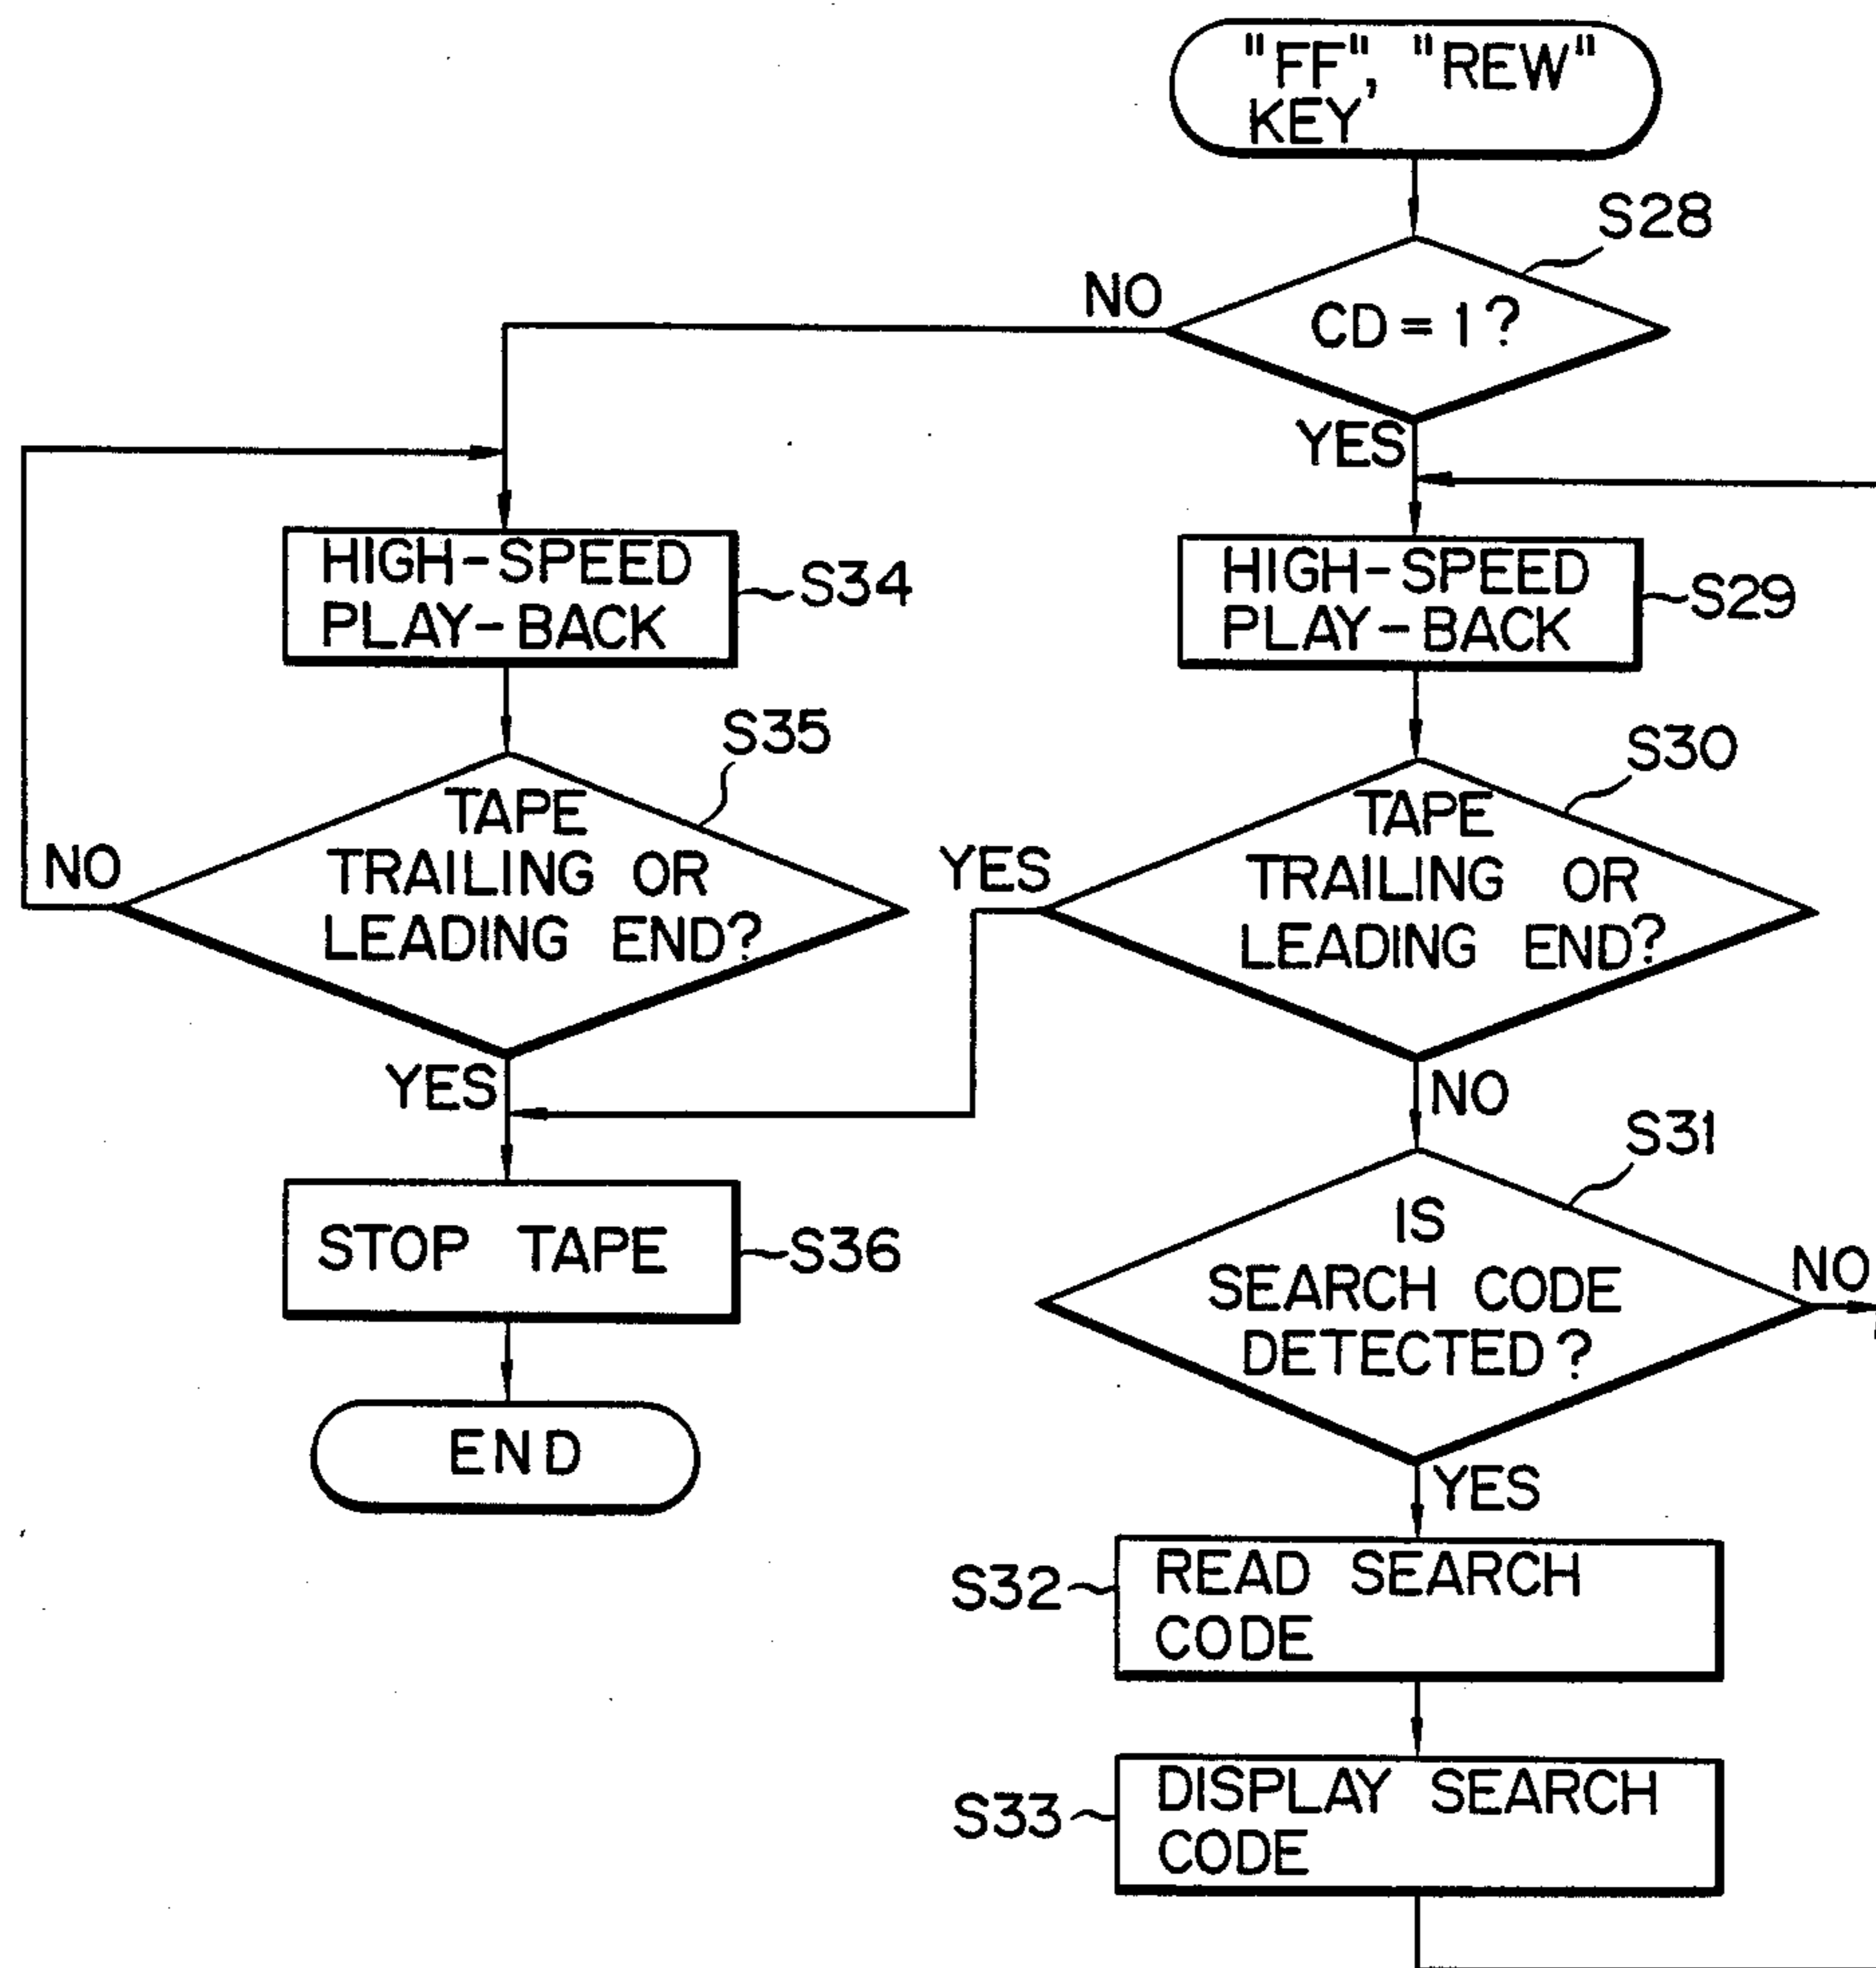 "FF", "REW"
KEY
S28
NO
CD = 1 ?
YES
HIGH-SPEED
PLAY-BACK
S34
HIGH-SPEED
PLAY-BACK
S29
S35
S30
TAPE
TRAILING OR
LEADING END?
NO
YES
TAPE
TRAILING OR
LEADING END?
YES
NO
S31
STOP TAPE
S36
IS
SEARCH CODE
DETECTED ?
NO
END
YES
S32
READ SEARCH
CODE
S33
DISPLAY SEARCH
CODE